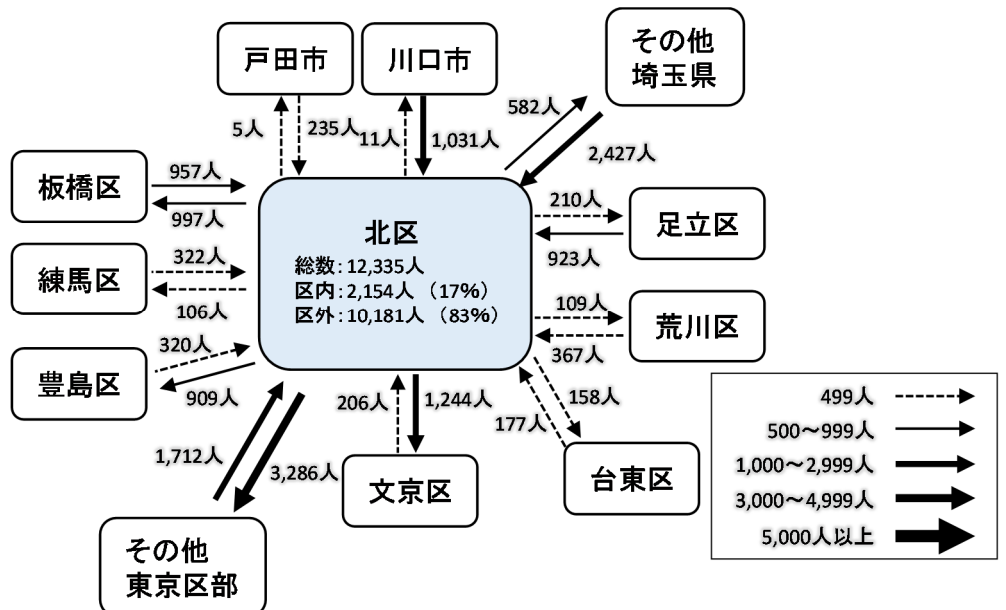 戸田市
川口市
その他
埼玉県
5人
235人
11人
1,031人
582人
2,427人
板橋区
957人
997人
210人
足立区
923人
北区
総数：12,335人
区内：2,154人 （17%）
区外：10,181人 （83%）
練馬区
322人
106人
109人
荒川区
367人
豊島区
320人
909人
206人
1,244人
177人
158人
1,712人
3,286人
文京区
台東区
その他
東京区部
499人
500～999人
1,000～2,999人
3,000～4,999人
5,000人以上